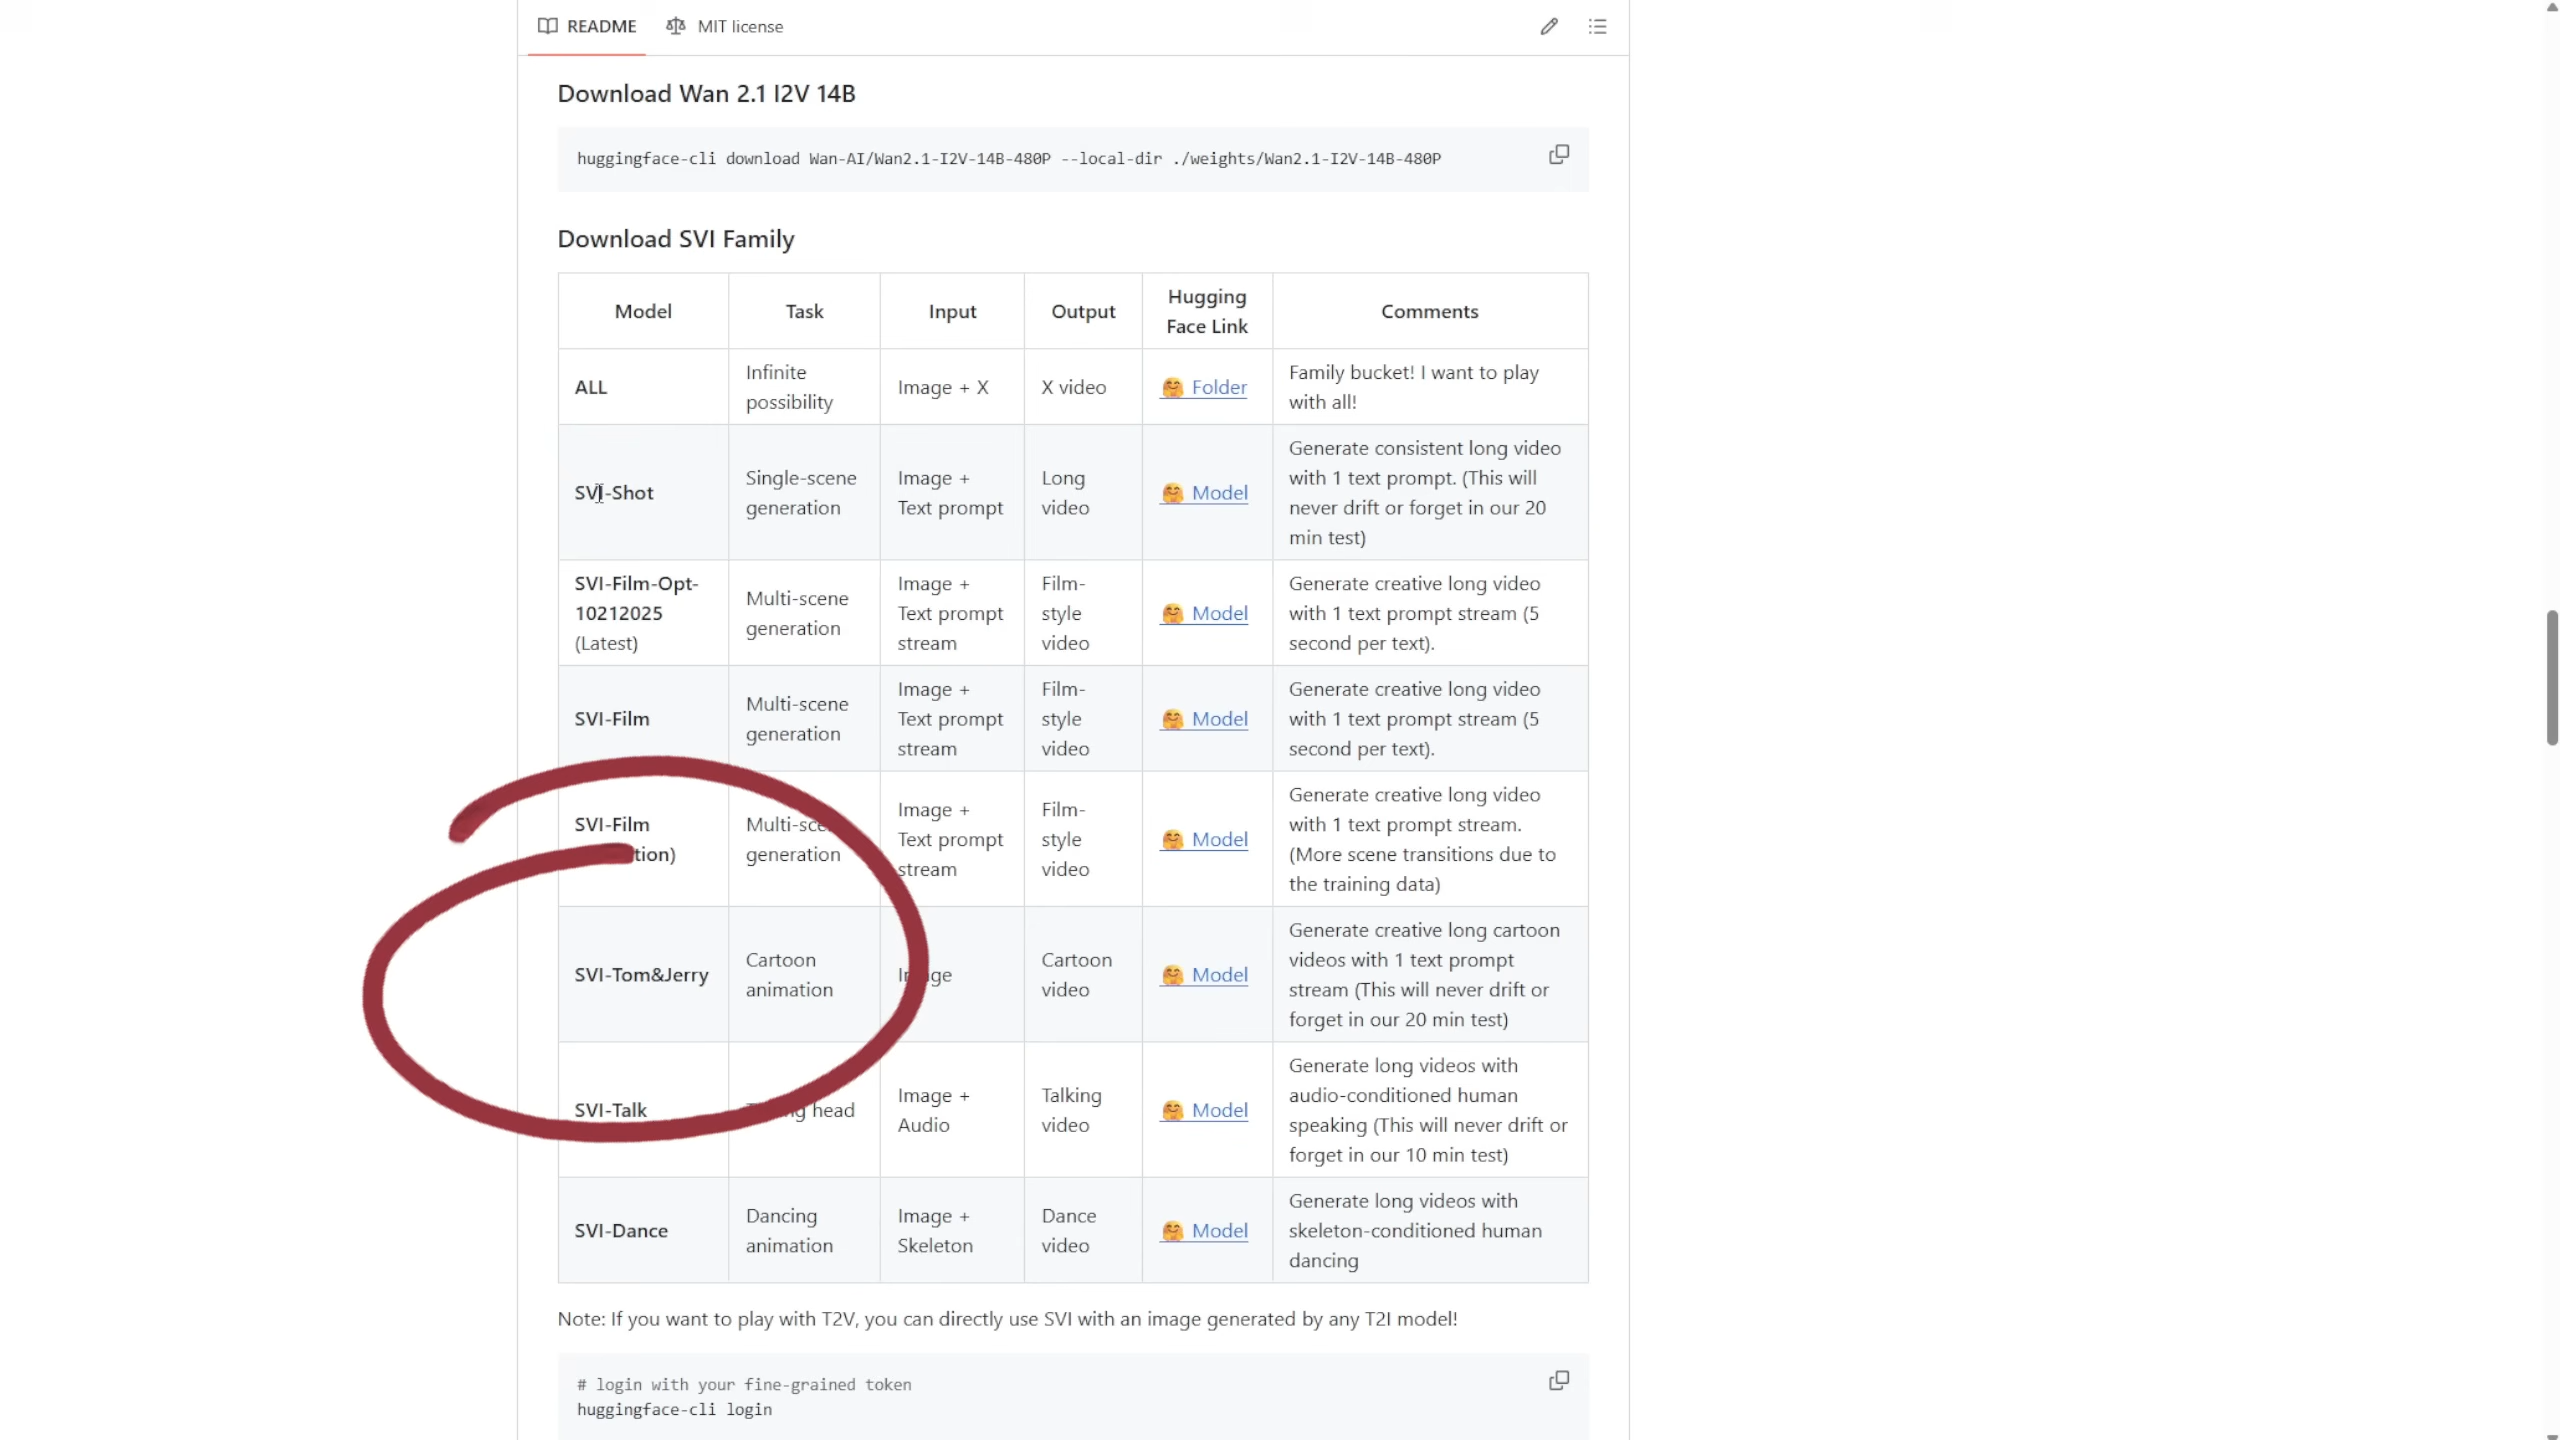 README MIT license
Download Wan 2.1 I2V 14B
huggingface-cli download Wan-AI/Wan2.1-I2V-14B-480P --local-dir ./weights/Wan2.1-I2V-14B-480P
Download SVI Family
Model Task Input Output Hugging Face Link Comments
ALL
Infinite
possibility
Image + X
X video
🤗 Folder
Family bucket! I want to play
with all!
SVI-Shot
Single-scene
generation
Image +
Text prompt
Long
video
🤗 Model
Generate consistent long video
with 1 text prompt. (This will
never drift or forget in our 20
min test)
SVI-Film-Opt-
10212025
(Latest)
Multi-scene
generation
Image +
Text prompt
stream
Film-
style
video
🤗 Model
Generate creative long video
with 1 text prompt stream (5
second per text).
SVI-Film
Multi-scene
generation
Image +
Text prompt
stream
Film-
style
video
🤗 Model
Generate creative long video
with 1 text prompt stream (5
second per text).
SVI-Film
generation
Image +
Text prompt
stream
Film-
style
video
🤗 Model
Generate creative long video
with 1 text prompt stream.
(More scene transitions due to
the training data)
SVI-Tom&Jerry
Cartoon
animation
Cartoon
video
🤗 Model
Generate creative long cartoon
videos with 1 text prompt
stream (This will never drift or
forget in our 20 min test)
SVI-Talk
head
Image +
Audio
Talking
video
🤗 Model
Generate long videos with
audio-conditioned human
speaking (This will never drift or
forget in our 10 min test)
SVI-Dance
Dancing
animation
Image +
Skeleton
Dance
video
🤗 Model
Generate long videos with
skeleton-conditioned human
dancing
Note: If you want to play with T2V, you can directly use SVI with an image generated by any T2I model!
# login with your fine-grained token
huggingface-cli login